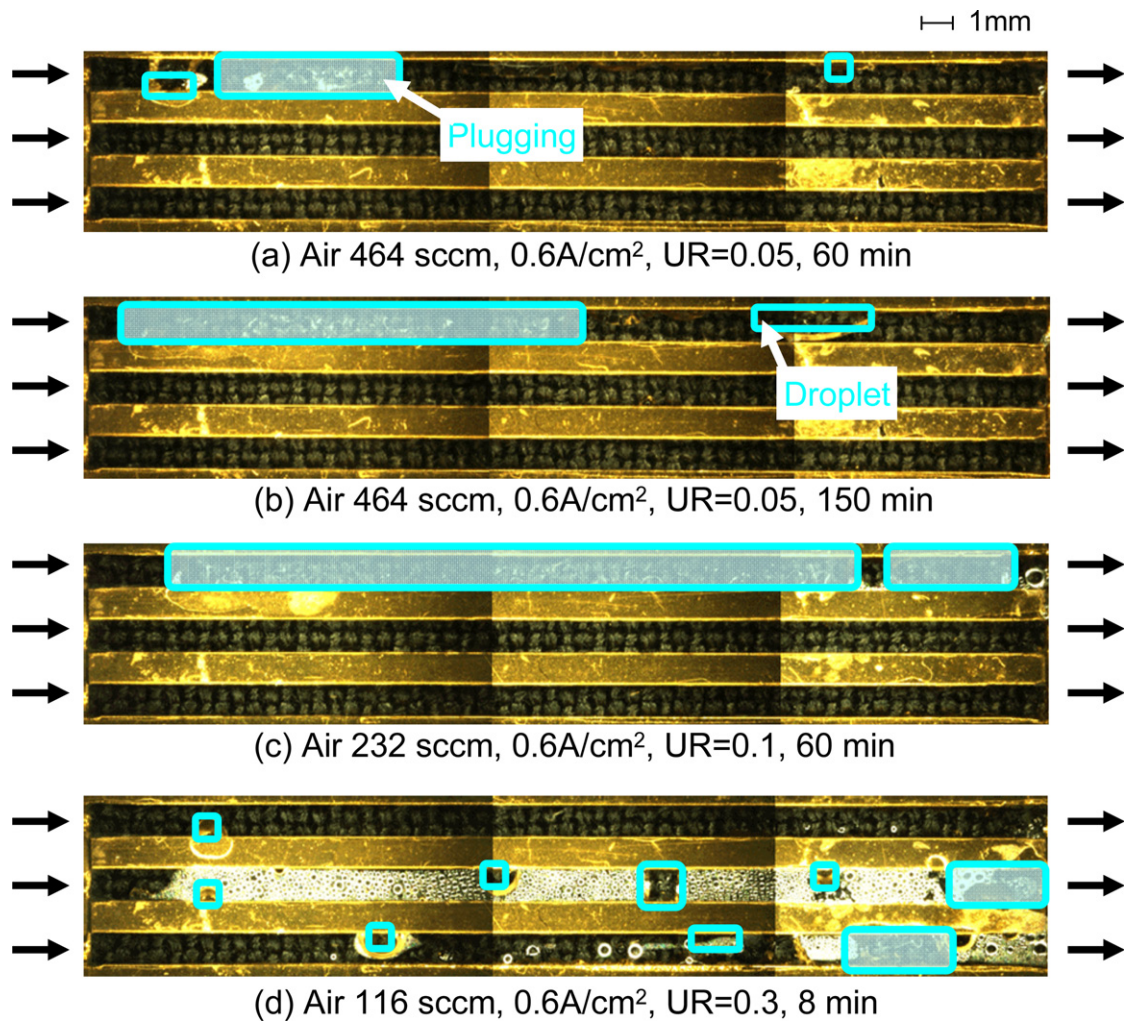 1mm
Plugging
(a) Air 464 sccm, 0.6A/cm², UR=0.05, 60 min
Droplet
(b) Air 464 sccm, 0.6A/cm², UR=0.05, 150 min
(c) Air 232 sccm, 0.6A/cm², UR=0.1, 60 min
(d) Air 116 sccm, 0.6A/cm², UR=0.3, 8 min